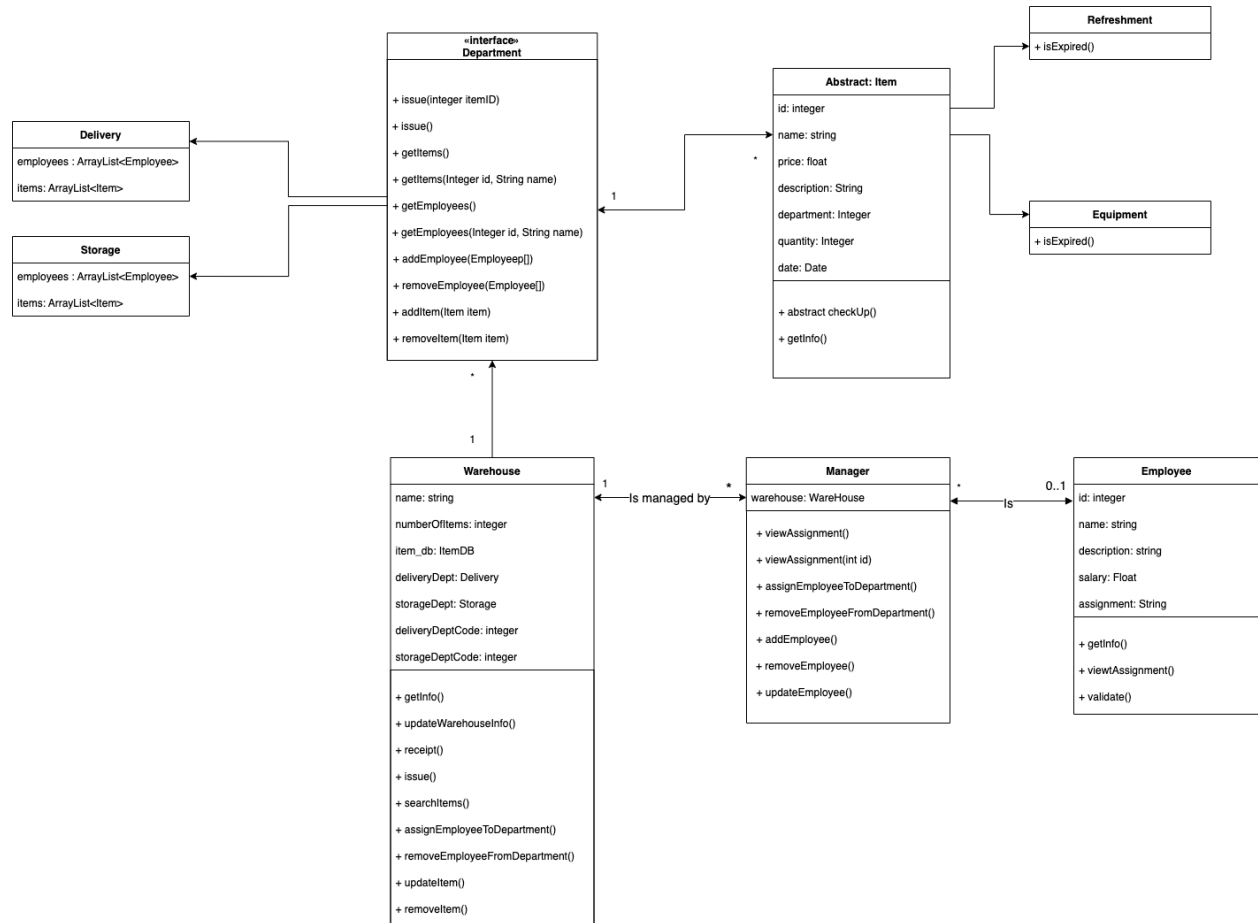 Refreshment
+ isExpired()
«interface»
Department
+ issue(integer itemID)
+ issue()
+ getItems()
+ getItems(Integer id, String name)
+ getEmployees()
+ getEmployees(Integer id, String name)
+ addEmployee(Employeep[])
+ removeEmployee(Employee[])
+ addItem(Item item)
+ removeItem(Item item)
Abstract: Item
id: integer
name: string
price: float
description: String
department: Integer
quantity: Integer
date: Date
+ abstract checkUp()
+ getInfo()
Delivery
employees : ArrayList<Employee>
items: ArrayList<Item>
*
1
Equipment
+ isExpired()
Storage
employees: ArrayList<Employee>
items: ArrayList<Item>
*
1
Warehouse
name: string
numberOfItems: integer
item_db: ItemDB
deliveryDept: Delivery
storageDept: Storage
deliveryDeptCode: integer
storageDeptCode: integer
+ getInfo()
+ updateWarehouseInfo()
+ receipt()
+ issue()
+ searchItems()
+ assignEmployeeToDepartment()
+ removeEmployeeFromDepartment()
+ updateItem()
+ removeItem()
1
Is managed by
*
Manager
warehouse: WareHouse
+ viewAssignment()
+ viewAssignment(int id)
+ assignEmployeeToDepartment()
+ removeEmployeeFromDepartment()
+ addEmployee()
+ removeEmployee()
+ updateEmployee()
*
Is
0..1
Employee
id: integer
name: string
description: string
salary: Float
assignment: String
+ getInfo()
+ viewtAssignment()
+ validate()